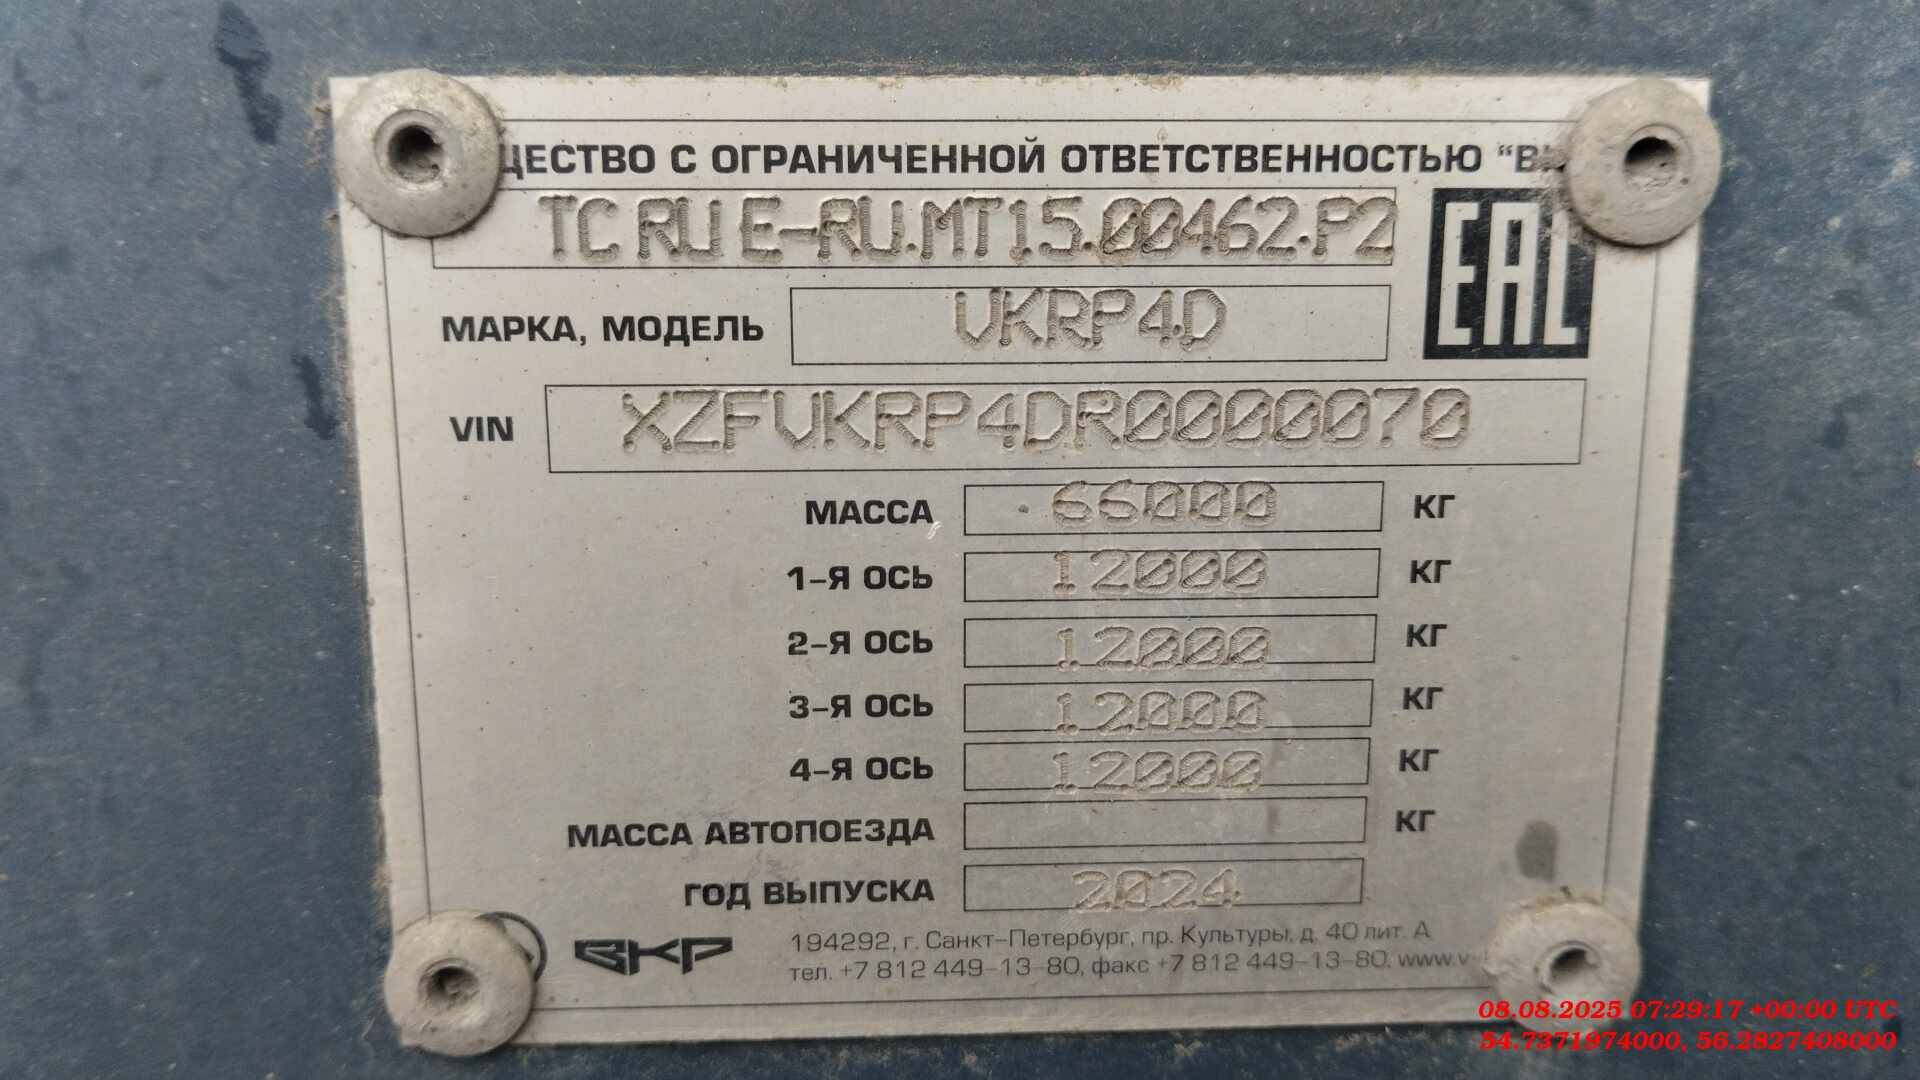 ЩЕСТВО С ОГРАНИЧЕННОЙ ОТВЕТСТВЕННОСТЬЮ
TC RU E-RU.MT15.00462.P2
EAC
МАРКА, МОДЕЛЬ VKRP4D
VIN XZFVKRP4DR0000070
МАССА 66000 КГ
1-Я ОСЬ 12000 КГ
2-Я ОСЬ 12000 КГ
3-Я ОСЬ 12000 КГ
4-Я ОСЬ 12000 КГ
МАССА АВТОПОЕЗДА КГ
ГОД ВЫПУСКА 2024
ВКР 194292, г. Санкт-Петербург, пр. Культуры, д. 40 лит. А
тел. +7 812 449-13-80, факс +7 812 449-13-80,
08.08.2025 07:29:17 +00:00 UTC
54.7371974000, 56.2827408000